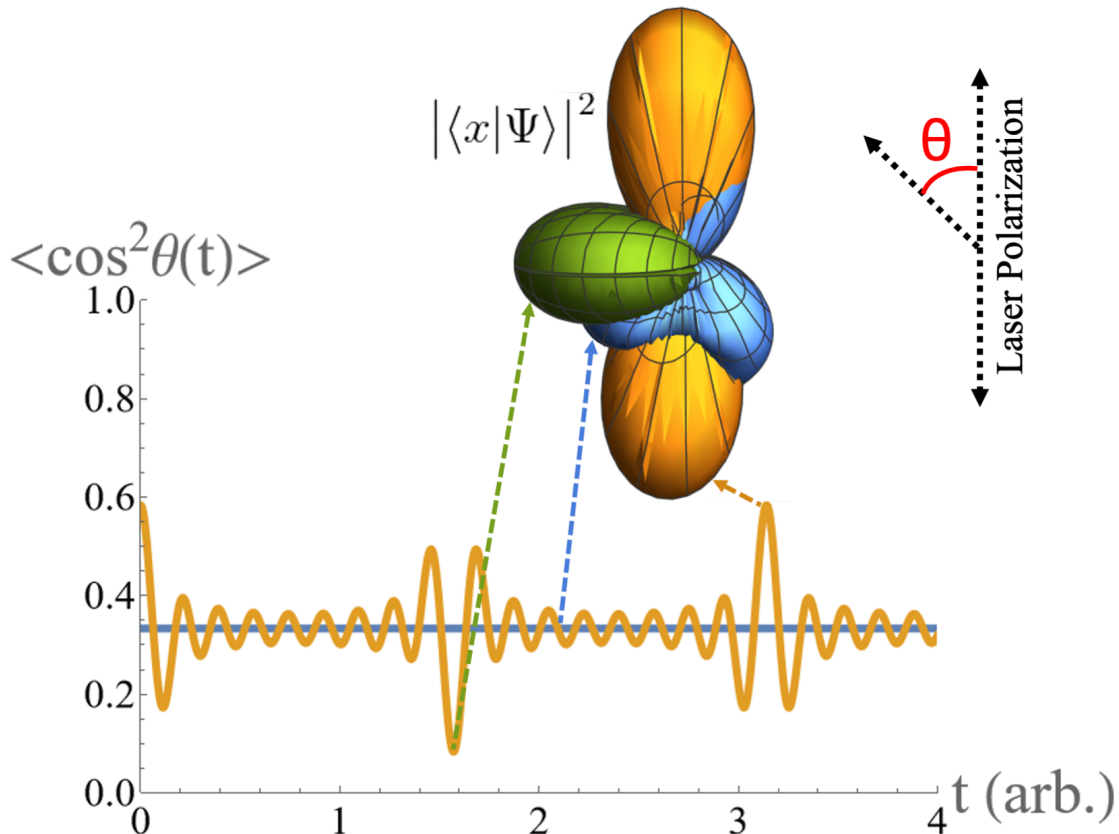 |⟨x|Ψ⟩|²
θ
Laser Polarization
<cos²θ(t)>
1.0
0.8
0.6
0.4
0.2
0.0
0
1
2
3
4
t (arb.)